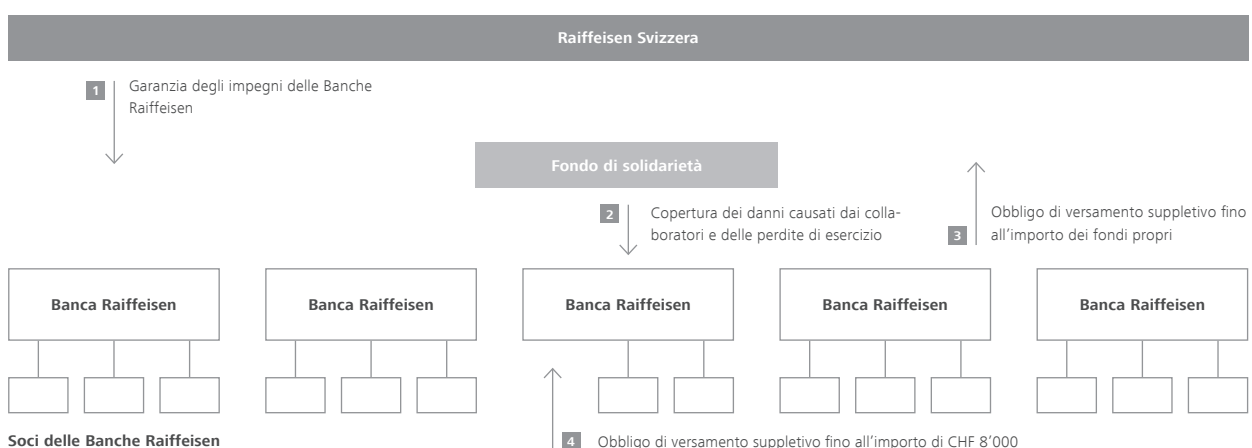 Raiffeisen Svizzera
1 Garanzia degli impegni delle Banche
Raiffeisen
Fondo di solidarietà
2 Copertura dei danni causati dai colla-
boratori e delle perdite di esercizio
Obbligo di versamento suppletivo fino
3 all'importo dei fondi propri
Banca Raiffeisen
Banca Raiffeisen
Banca Raiffeisen
Banca Raiffeisen
Banca Raiffeisen
Soci delle Banche Raiffeisen
4 Obbligo di versamento suppletivo fino all'importo di CHF 8'000